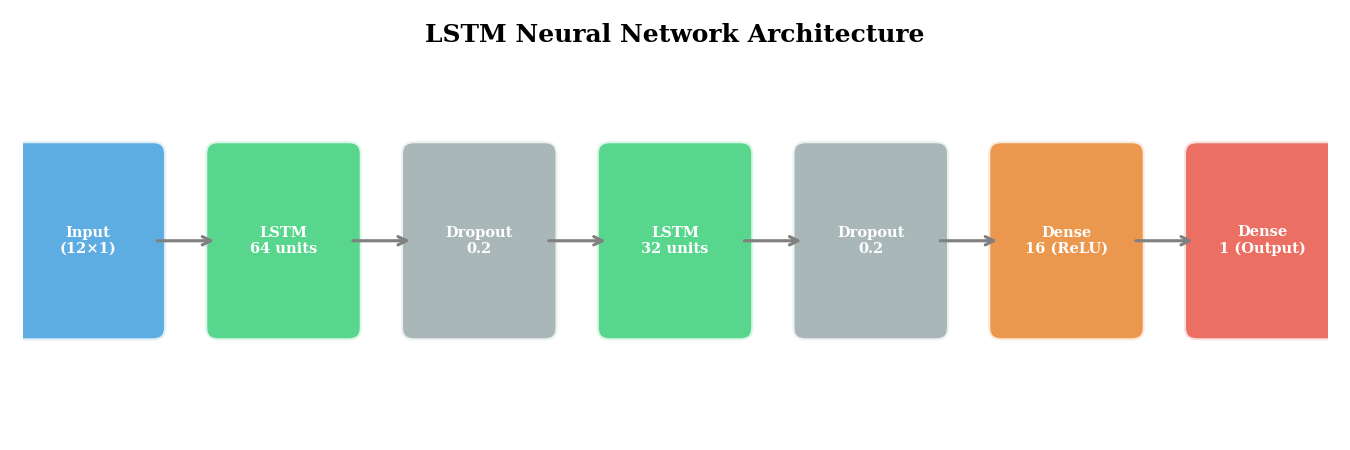 LSTM Neural Network Architecture
Input
(12×1)
LSTM
64 units
Dropout
0.2
LSTM
32 units
Dropout
0.2
Dense
16 (ReLU)
Dense
1 (Output)